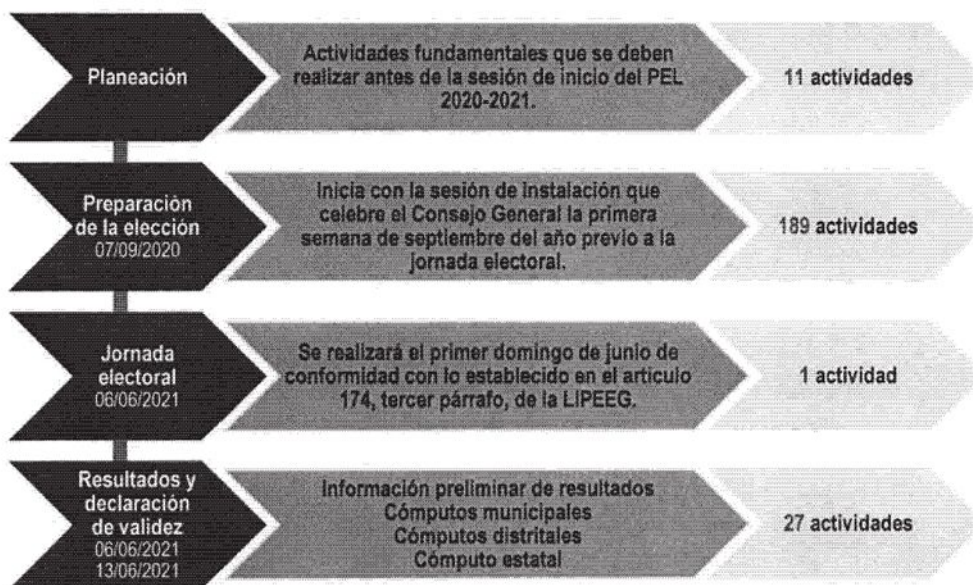 Planeación
Actividades fundamentales que se deben
realizar antes de la sesión de inicio del PEL
2020-2021.
11 actividades
Preparación
de la elección
07/09/2020
Inicia con la sesión de instalación que
celebre el Consejo General la primera
semana de septiembre del año previo a la
jornada electoral.
189 actividades
Jornada
electoral
06/06/2021
Se realizará el primer domingo de junio de
conformidad con lo establecido en el artículo
174, tercer párrafo, de la LIPEEG.
1 actividad
Resultados y
declaración
de validez
06/06/2021
13/06/2021
Información preliminar de resultados
Cómputos municipales
Cómputos distritales
Cómputo estatal
27 actividades